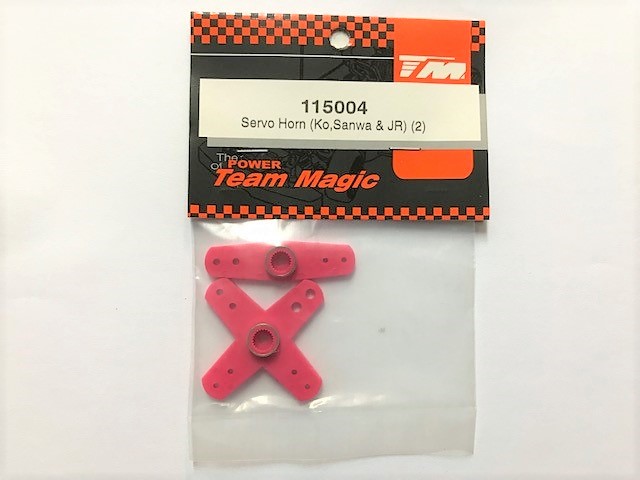 TM
115004
Servo Horn (Ko,Sanwa & JR) (2)
The
of POWER
Team Magic